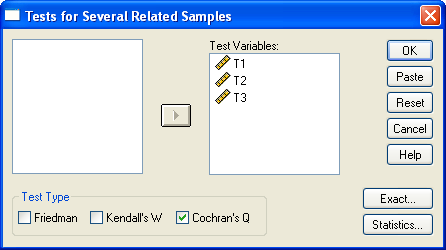 Tests for Several Related Samples
Test Variables:
T1
T2
T3
OK
Paste
Reset
Cancel
Help
Test Type
Friedman
Kendall's W
Cochran's Q
Exact...
Statistics...